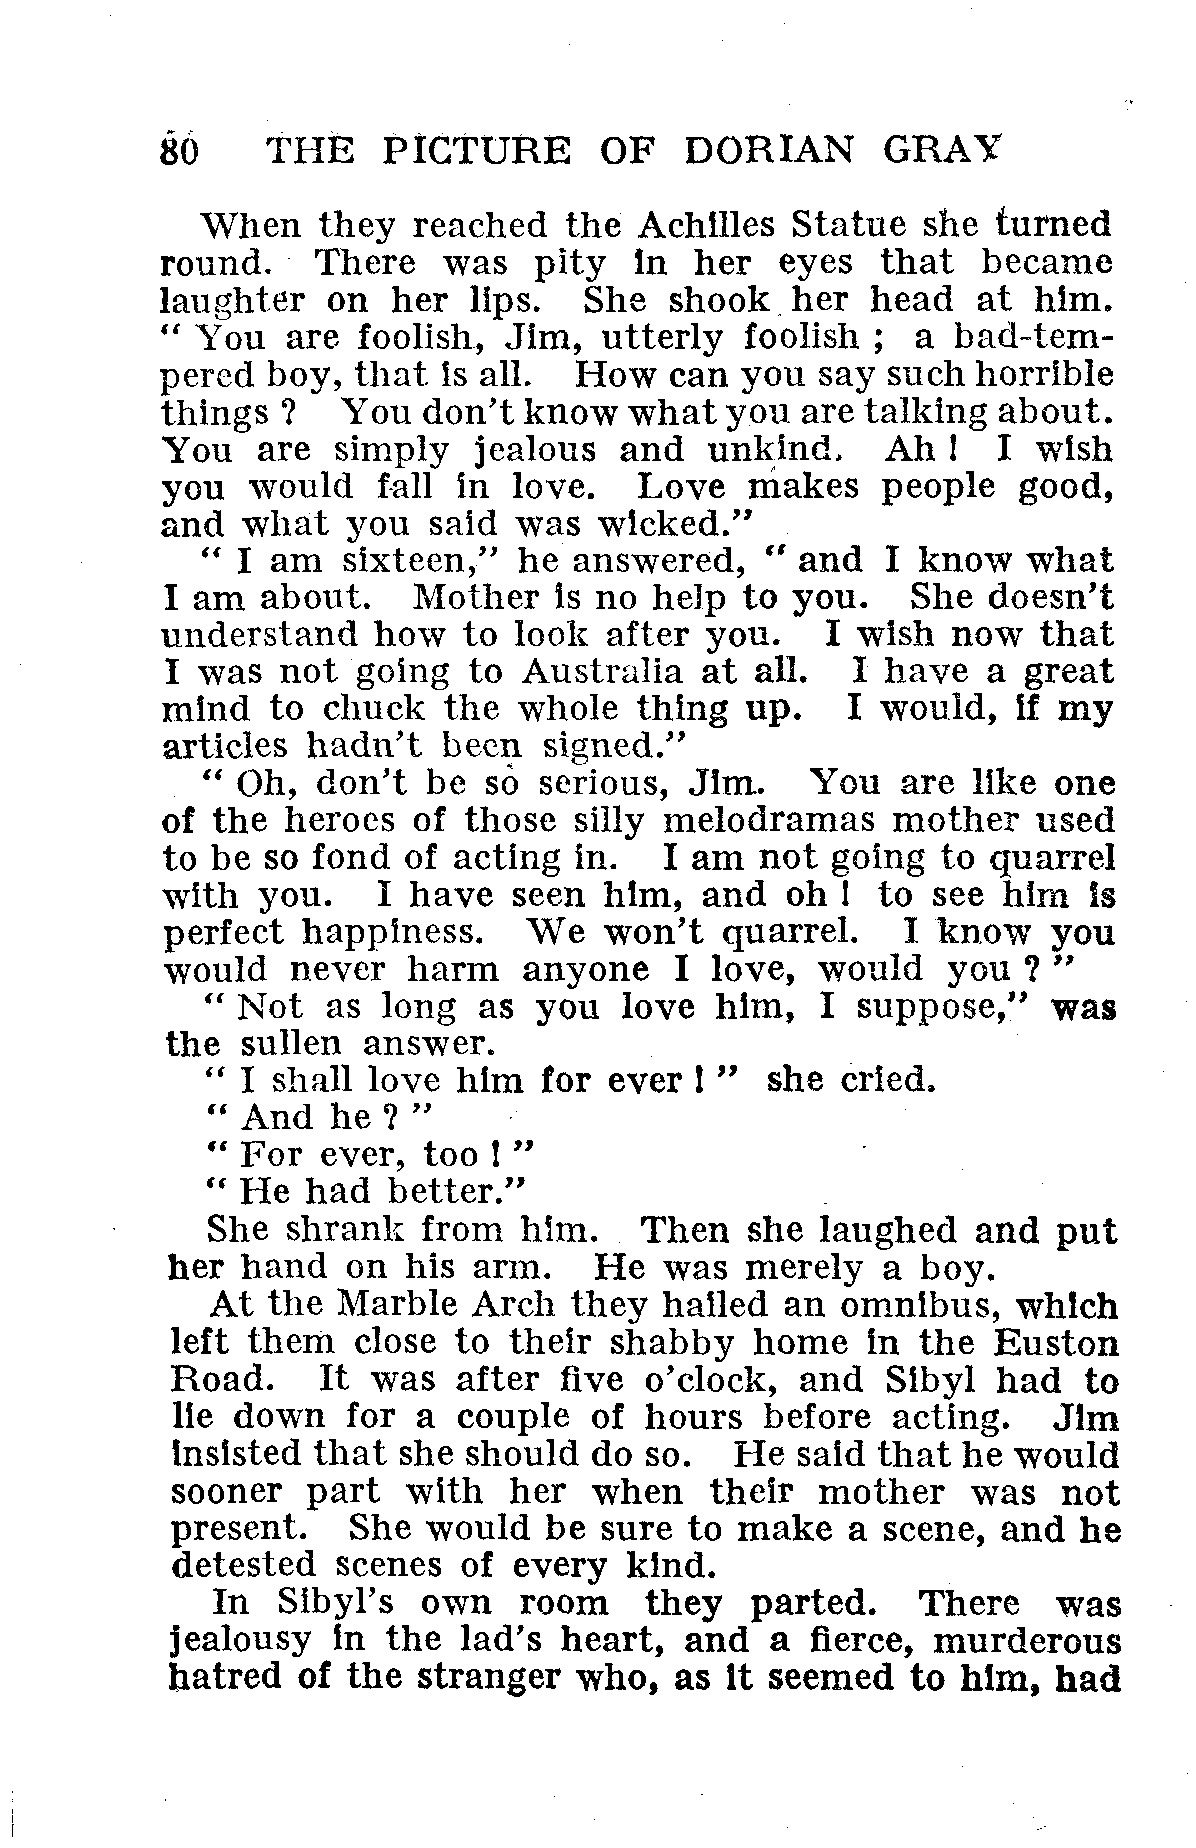 80 THE PICTURE OF DORIAN GRAY
When they reached the Achilles Statue she turned
round. There was pity in her eyes that became
laughter on her lips. She shook her head at him.
“ You are foolish, Jim, utterly foolish ; a bad-tem-
pered boy, that is all. How can you say such horrible
things ? You don’t know what you are talking about.
You are simply jealous and unkind. Ah ! I wish
you would fall in love. Love makes people good,
and what you said was wicked.”
“ I am sixteen,” he answered, “ and I know what
I am about. Mother is no help to you. She doesn’t
understand how to look after you. I wish now that
I was not going to Australia at all. I have a great
mind to chuck the whole thing up. I would, if my
articles hadn’t been signed.”
“ Oh, don’t be so serious, Jim. You are like one
of the heroes of those silly melodramas mother used
to be so fond of acting in. I am not going to quarrel
with you. I have seen him, and oh ! to see him is
perfect happiness. We won’t quarrel. I know you
would never harm anyone I love, would you ? ”
“ Not as long as you love him, I suppose,” was
the sullen answer.
“ I shall love him for ever ! ” she cried.
“ And he ? ”
“ For ever, too ! ”
“ He had better.”
She shrank from him. Then she laughed and put
her hand on his arm. He was merely a boy.
At the Marble Arch they hailed an omnibus, which
left them close to their shabby home in the Euston
Road. It was after five o’clock, and Sibyl had to
lie down for a couple of hours before acting. Jim
insisted that she should do so. He said that he would
sooner part with her when their mother was not
present. She would be sure to make a scene, and he
detested scenes of every kind.
In Sibyl’s own room they parted. There was
jealousy in the lad’s heart, and a fierce, murderous
hatred of the stranger who, as it seemed to him, had